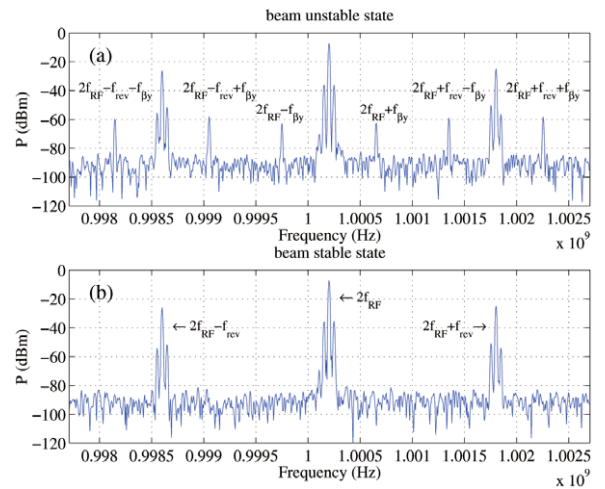 beam unstable state
(a)
2f_RF−f_rev−f_βy
2f_RF−f_rev+f_βy
2f_RF−f_βy
2f_RF+f_βy
2f_RF+f_rev−f_βy
2f_RF+f_rev+f_βy
P (dBm)
0
−20
−40
−60
−80
−100
−120
0.998 0.9985 0.999 0.9995 1 1.0005 1.001 1.0015 1.002 1.0025
Frequency (Hz)
x 10^9
beam stable state
(b)
← 2f_RF
← 2f_RF−f_rev
2f_RF+f_rev→
P (dBm)
0
−20
−40
−60
−80
−100
−120
0.998 0.9985 0.999 0.9995 1 1.0005 1.001 1.0015 1.002 1.0025
Frequency (Hz)
x 10^9